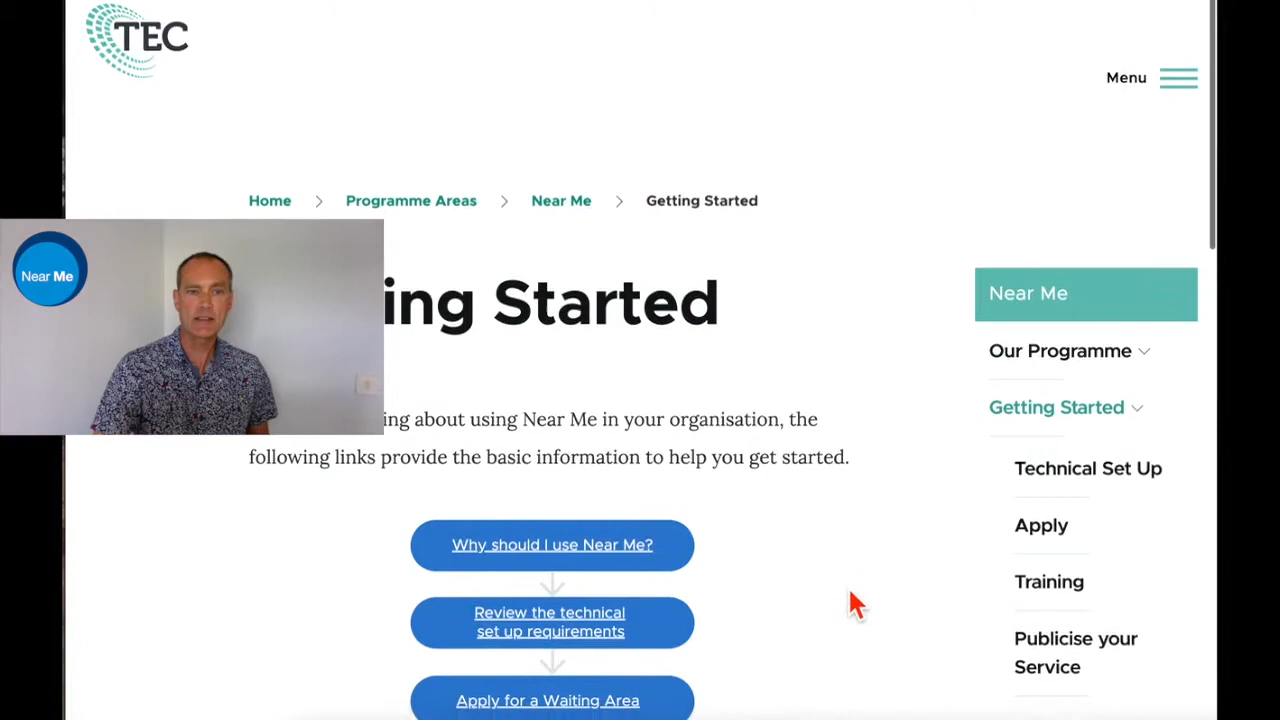 TEC
Menu
Home
Programme Areas
Near Me
Getting Started
Near Me
ing Started
ing about using Near Me in your organisation, the
following links provide the basic information to help you get started.
Why should I use Near Me?
Review the technical
set up requirements
Apply for a Waiting Area
Near Me
Our Programme
Getting Started
Technical Set Up
Apply
Training
Publicise your
Service